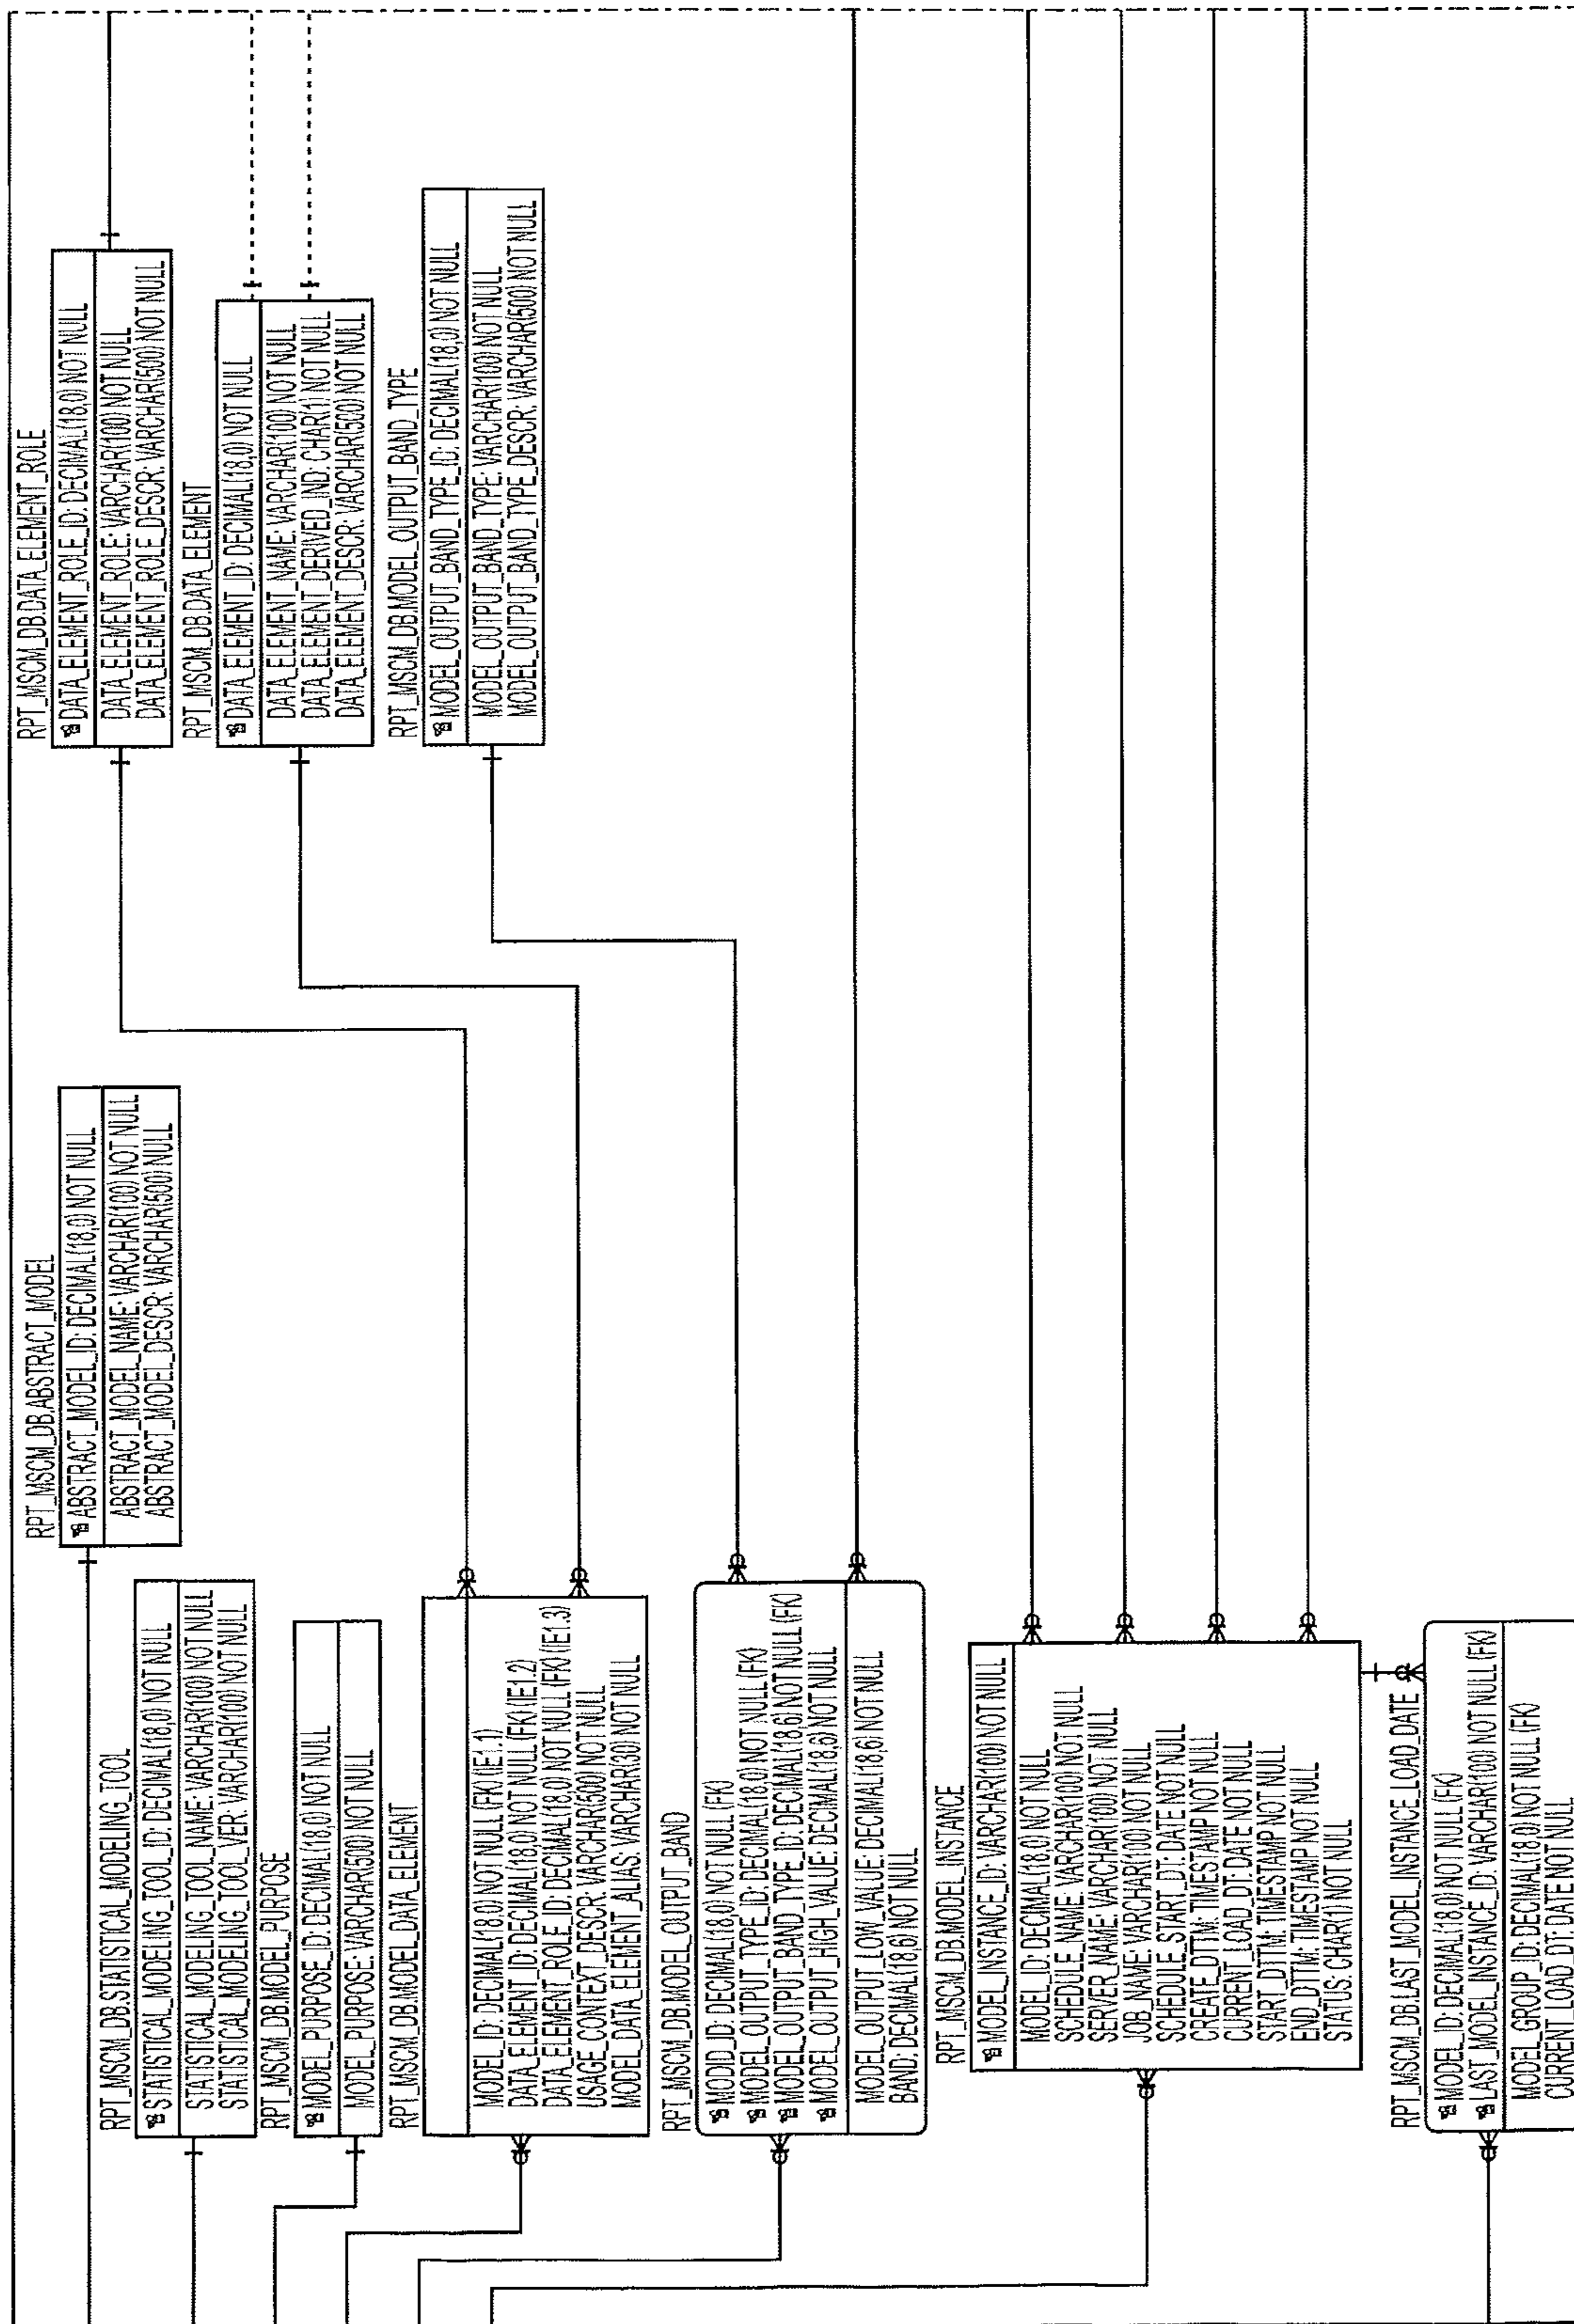 RPT_MSCM_DB.ABSTRACT_MODEL
ABSTRACT_MODEL_ID: DECIMAL(18,0) NOT NULL
ABSTRACT_MODEL_NAME: VARCHAR(100) NOT NULL
ABSTRACT_MODEL_DESCR: VARCHAR(500) NULL
RPT_MSCM_DB.STATISTICAL_MODELING_TOOL
STATISTICAL_MODELING_TOOL_ID: DECIMAL(18,0) NOT NULL
STATISTICAL_MODELING_TOOL_NAME: VARCHAR(100) NOT NULL
STATISTICAL_MODELING_TOOL_VER: VARCHAR(100) NOT NULL
RPT_MSCM_DB.MODEL_PURPOSE
MODEL_PURPOSE_ID: DECIMAL(18,0) NOT NULL
MODEL_PURPOSE: VARCHAR(500) NOT NULL
RPT_MSCM_DB.MODEL_DATA_ELEMENT
MODEL_ID: DECIMAL(18,0) NOT NULL (FK) (IE1.1)
DATA_ELEMENT_ID: DECIMAL(18,0) NOT NULL (FK) (IE1.2)
DATA_ELEMENT_ROLE_ID: DECIMAL(18,0) NOT NULL (FK) (IE1.3)
USAGE_CONTEXT_DESCR: VARCHAR(500) NOT NULL
MODEL_DATA_ELEMENT_ALIAS: VARCHAR(30) NOT NULL
RPT_MSCM_DB.MODEL_OUTPUT_BAND
MODID_ID: DECIMAL(18,0) NOT NULL (FK)
MODEL_OUTPUT_TYPE_ID: DECIMAL(18,0) NOT NULL (FK)
MODEL_OUTPUT_BAND_TYPE_ID: DECIMAL(18,6) NOT NULL (FK)
MODEL_OUTPUT_HIGH_VALUE: DECIMAL(18,6) NOT NULL
MODEL_OUTPUT_LOW_VALUE: DECIMAL(18,6) NOT NULL
BAND: DECIMAL(18,6) NOT NULL
RPT_MSCM_DB.MODEL_INSTANCE
MODEL_INSTANCE_ID: VARCHAR(100) NOT NULL
MODEL_ID: DECIMAL(18,0) NOT NULL
SCHEDULE_NAME: VARCHAR(100) NOT NULL
SERVER_NAME: VARCHAR(100) NOT NULL
JOB_NAME: VARCHAR(100) NOT NULL
SCHEDULE_START_DT: DATE NOT NULL
CREATE_DTTM: TIMESTAMP NOT NULL
CURRENT_LOAD_DT: DATE NOT NULL
START_DTTM: TIMESTAMP NOT NULL
END_DTTM: TIMESTAMP NOT NULL
STATUS: CHAR(1) NOT NULL
RPT_MSCM_DB.LAST_MODEL_INSTANCE_LOAD_DATE
MODEL_ID: DECIMAL(18,0) NOT NULL (FK)
LAST_MODEL_INSTANCE_ID: VARCHAR(100) NOT NULL (FK)
MODEL_GROUP_ID: DECIMAL(18,0) NOT NULL (FK)
CURRENT_LOAD_DT: DATE NOT NULL
RPT_MSCM_DB.DATA_ELEMENT_ROLE
DATA_ELEMENT_ROLE_ID: DECIMAL(18,0) NOT NULL
DATA_ELEMENT_ROLE: VARCHAR(100) NOT NULL
DATA_ELEMENT_ROLE_DESCR: VARCHAR(500) NOT NULL
RPT_MSCM_DB.DATA_ELEMENT
DATA_ELEMENT_ID: DECIMAL(18,0) NOT NULL
DATA_ELEMENT_NAME: VARCHAR(100) NOT NULL
DATA_ELEMENT_DERIVED_IND: CHAR(1) NOT NULL
DATA_ELEMENT_DESCR: VARCHAR(500) NOT NULL
RPT_MSCM_DB.MODEL_OUTPUT_BAND_TYPE
MODEL_OUTPUT_BAND_TYPE_ID: DECIMAL(18,0) NOT NULL
MODEL_OUTPUT_BAND_TYPE: VARCHAR(100) NOT NULL
MODEL_OUTPUT_BAND_TYPE_DESCR: VARCHAR(500) NOT NULL